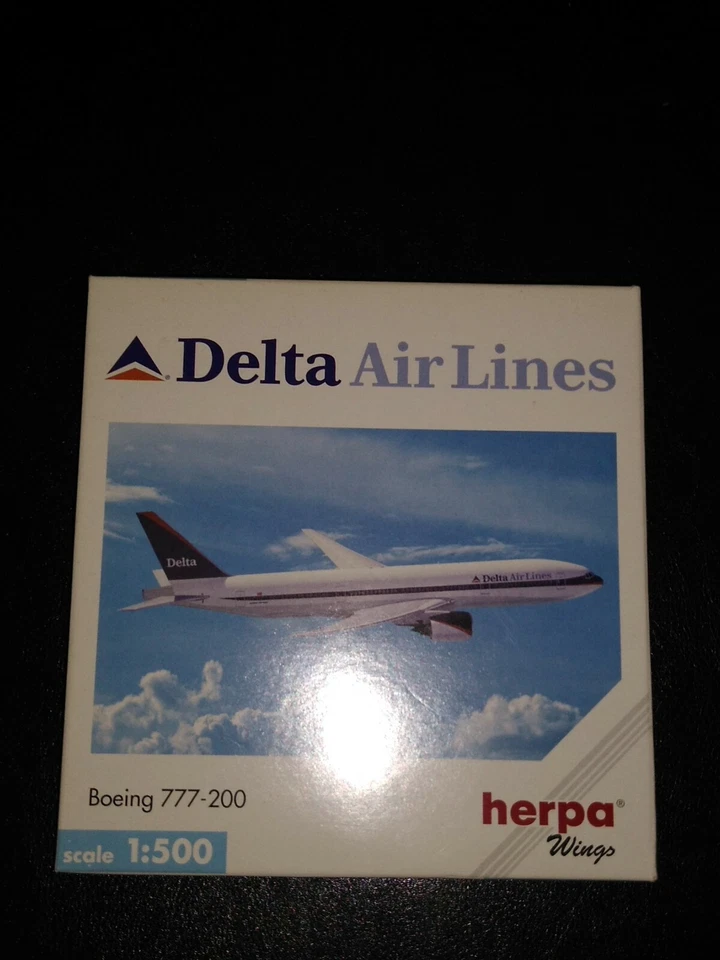 Delta Air Lines
Delta
Delta Air Lines
Boeing 777-200
herpa®
Wings
scale 1:500